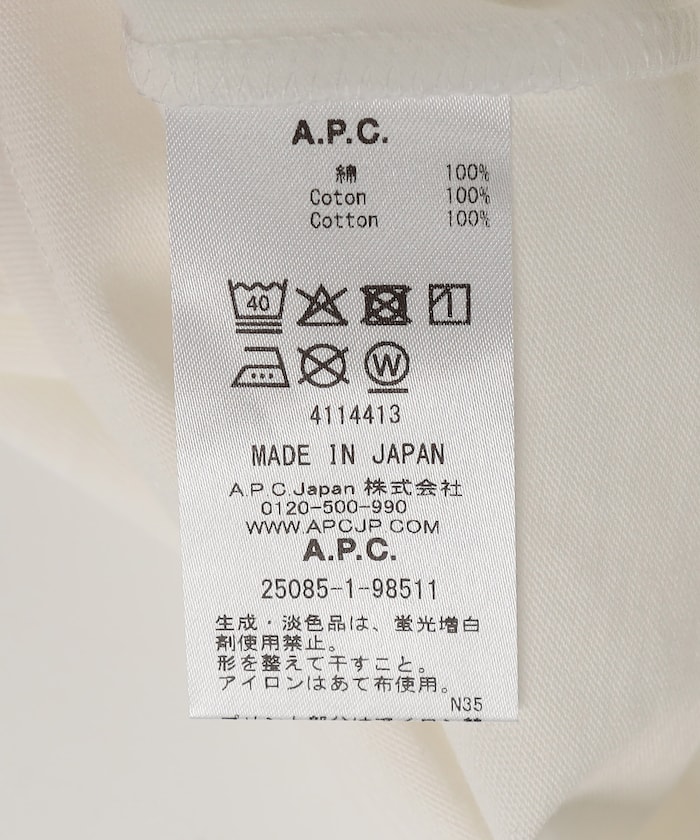 A.P.C.
綿 100%
Coton 100%
Cotton 100%
40
W
4114413
MADE IN JAPAN
A.P.C.Japan 株式会社
0120-500-990
WWW.APCJP.COM
A.P.C.
25085-1-98511
生成・淡色品は、蛍光増白
剤使用禁止。
形を整えて干すこと。
アイロンはあて布使用。
N35